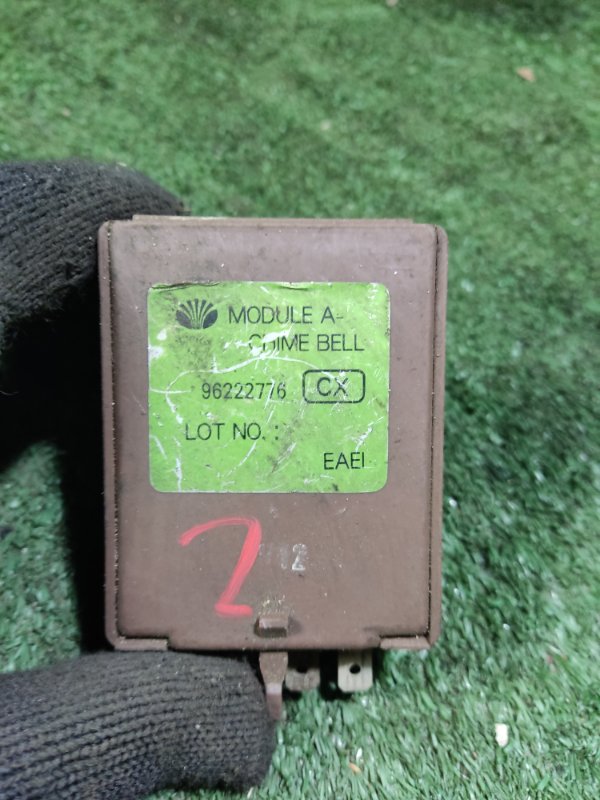 MODULE A-
CHIME BELL
96222776 CX
LOT NO. :
EAEI
2